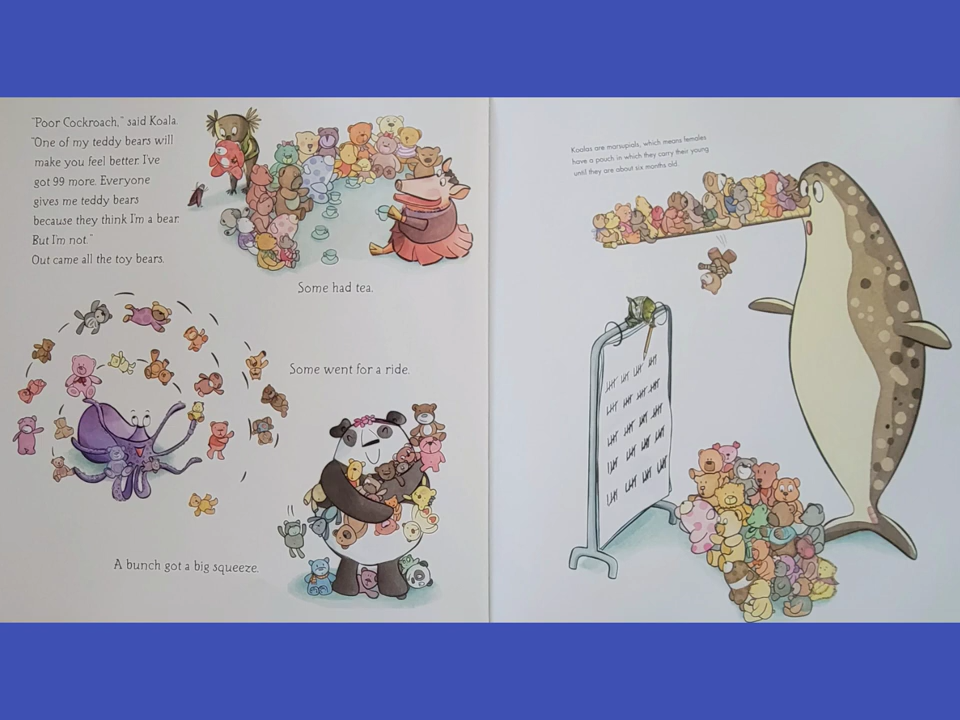 "Poor Cockroach," said Koala.
"One of my teddy bears will
make you feel better. I've
got 99 more. Everyone
gives me teddy bears
because they think I'm a bear.
But I'm not."
Out came all the toy bears.
Some had tea.
Some went for a ride.
A bunch got a big squeeze.
Koalas are marsupials, which means females
have a pouch in which they carry their young
until they are about six months old.